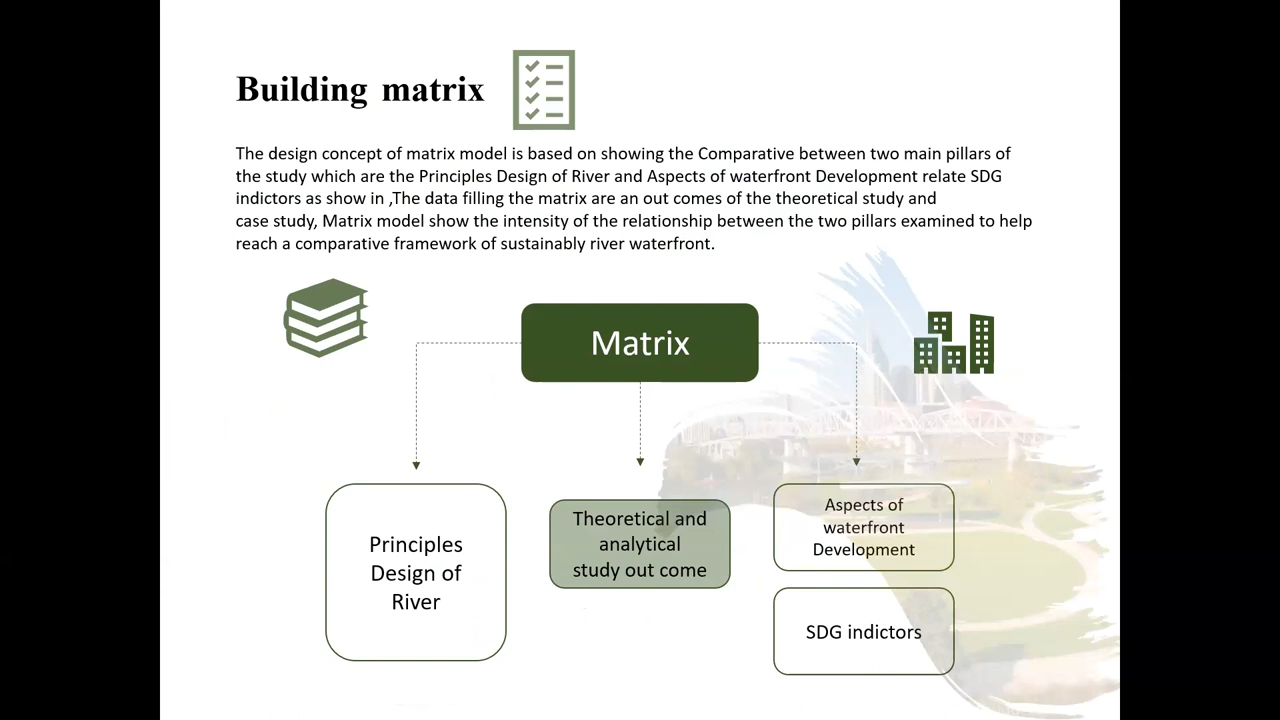 Building matrix
The design concept of matrix model is based on showing the Comparative between two main pillars of
the study which are the Principles Design of River and Aspects of waterfront Development relate SDG
indictors as show in ,The data filling the matrix are an out comes of the theoretical study and
case study, Matrix model show the intensity of the relationship between the two pillars examined to help
reach a comparative framework of sustainably river waterfront.
Matrix
Principles
Design of
River
Theoretical and
analytical
study out come
Aspects of
waterfront
Development
SDG indictors